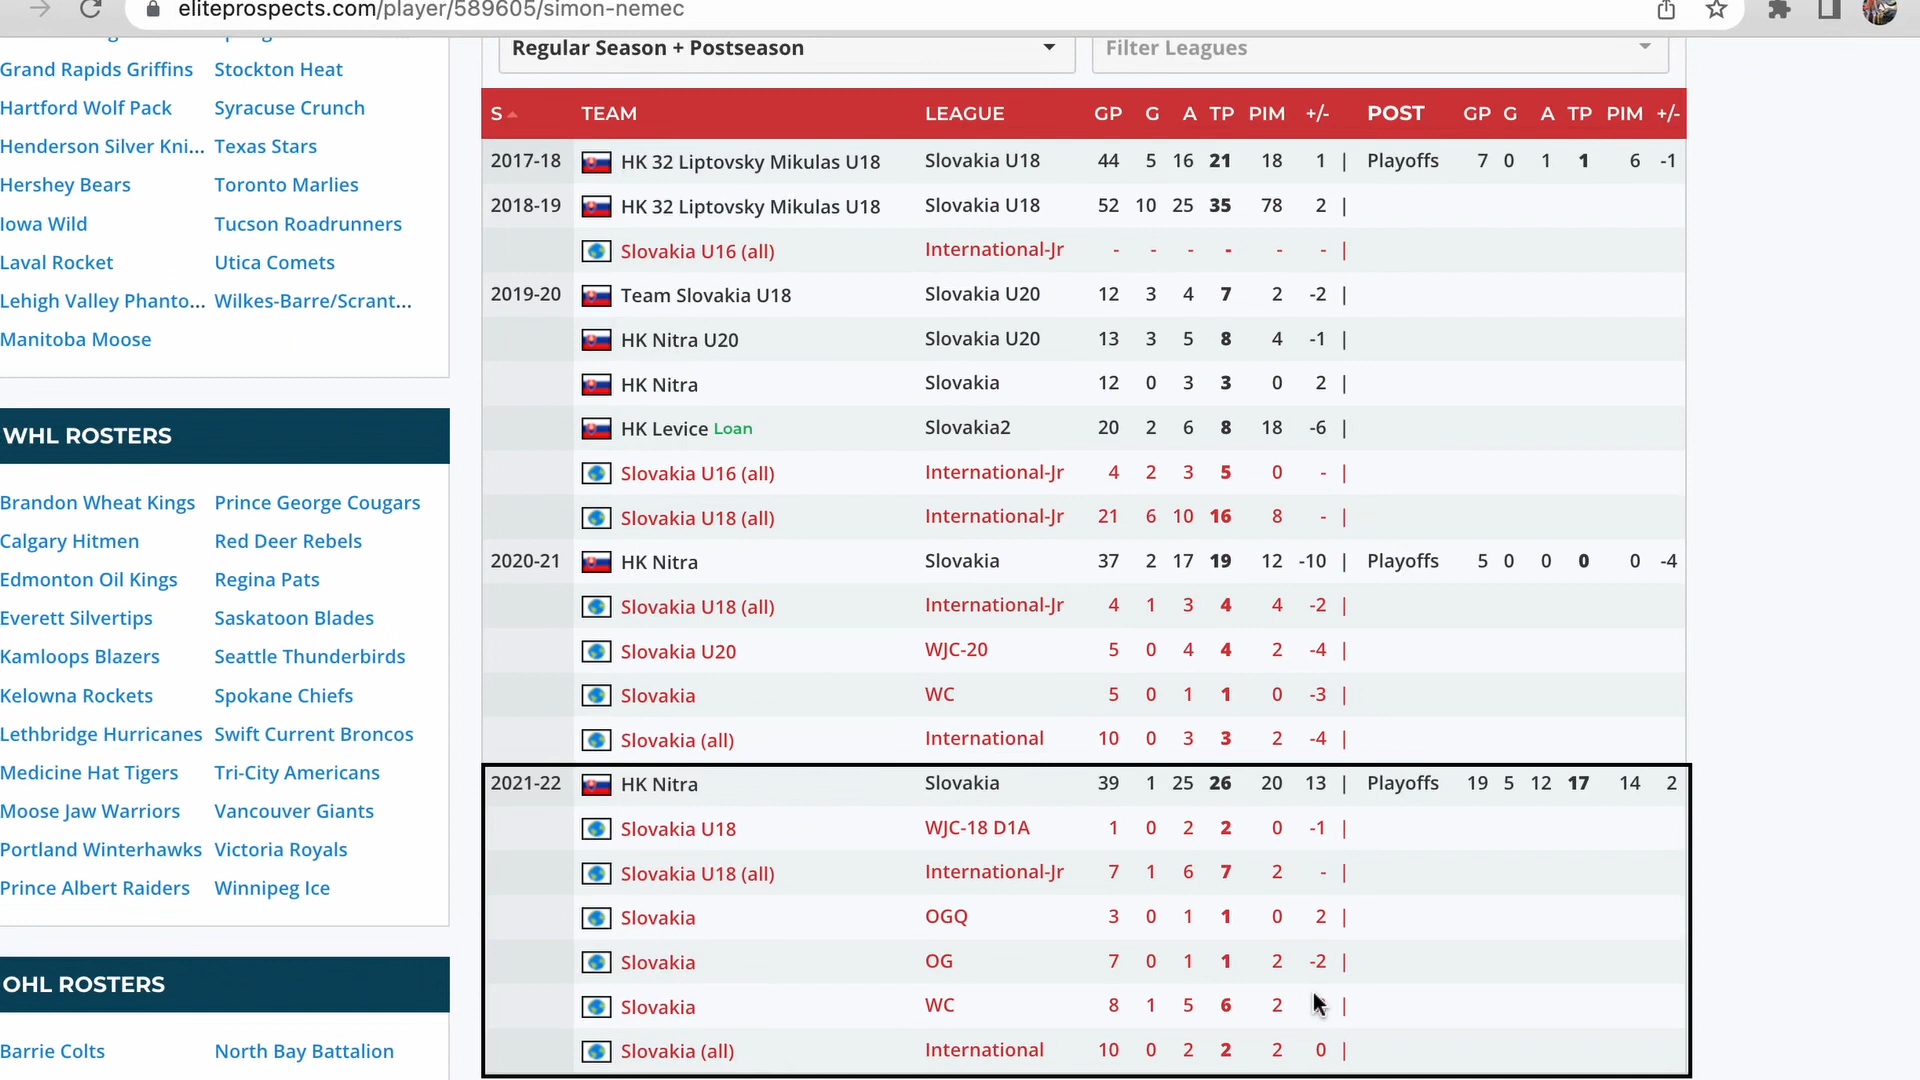 eliteprospects.com/player/589605/simon-nemec
Regular Season + Postseason Filter Leagues
Grand Rapids Griffins Stockton Heat
Hartford Wolf Pack Syracuse Crunch
Henderson Silver Kni... Texas Stars
Hershey Bears Toronto Marlies
Iowa Wild Tucson Roadrunners
Laval Rocket Utica Comets
Lehigh Valley Phanto... Wilkes-Barre/Scrant...
Manitoba Moose
WHL ROSTERS
Brandon Wheat Kings Prince George Cougars
Calgary Hitmen Red Deer Rebels
Edmonton Oil Kings Regina Pats
Everett Silvertips Saskatoon Blades
Kamloops Blazers Seattle Thunderbirds
Kelowna Rockets Spokane Chiefs
Lethbridge Hurricanes Swift Current Broncos
Medicine Hat Tigers Tri-City Americans
Moose Jaw Warriors Vancouver Giants
Portland Winterhawks Victoria Royals
Prince Albert Raiders Winnipeg Ice
OHL ROSTERS
Barrie Colts North Bay Battalion
S TEAM LEAGUE GP G A TP PIM +/- POST GP G A TP PIM +/-
2017-18 HK 32 Liptovsky Mikulas U18 Slovakia U18 44 5 16 21 18 1 | Playoffs 7 0 1 1 6 -1
2018-19 HK 32 Liptovsky Mikulas U18 Slovakia U18 52 10 25 35 78 2 |
Slovakia U16 (all) International-Jr - - - - - - |
2019-20 Team Slovakia U18 Slovakia U20 12 3 4 7 2 -2 |
HK Nitra U20 Slovakia U20 13 3 5 8 4 -1 |
HK Nitra Slovakia 12 0 3 3 0 2 |
HK Levice Loan Slovakia2 20 2 6 8 18 -6 |
Slovakia U16 (all) International-Jr 4 2 3 5 0 - |
Slovakia U18 (all) International-Jr 21 6 10 16 8 - |
2020-21 HK Nitra Slovakia 37 2 17 19 12 -10 | Playoffs 5 0 0 0 0 -4
Slovakia U18 (all) International-Jr 4 1 3 4 4 -2 |
Slovakia U20 WJC-20 5 0 4 4 2 -4 |
Slovakia WC 5 0 1 1 0 -3 |
Slovakia (all) International 10 0 3 3 2 -4 |
2021-22 HK Nitra Slovakia 39 1 25 26 20 13 | Playoffs 19 5 12 17 14 2
Slovakia U18 WJC-18 D1A 1 0 2 2 0 -1 |
Slovakia U18 (all) International-Jr 7 1 6 7 2 - |
Slovakia OGQ 3 0 1 1 0 2 |
Slovakia OG 7 0 1 1 2 -2 |
Slovakia WC 8 1 5 6 2 |
Slovakia (all) International 10 0 2 2 2 0 |